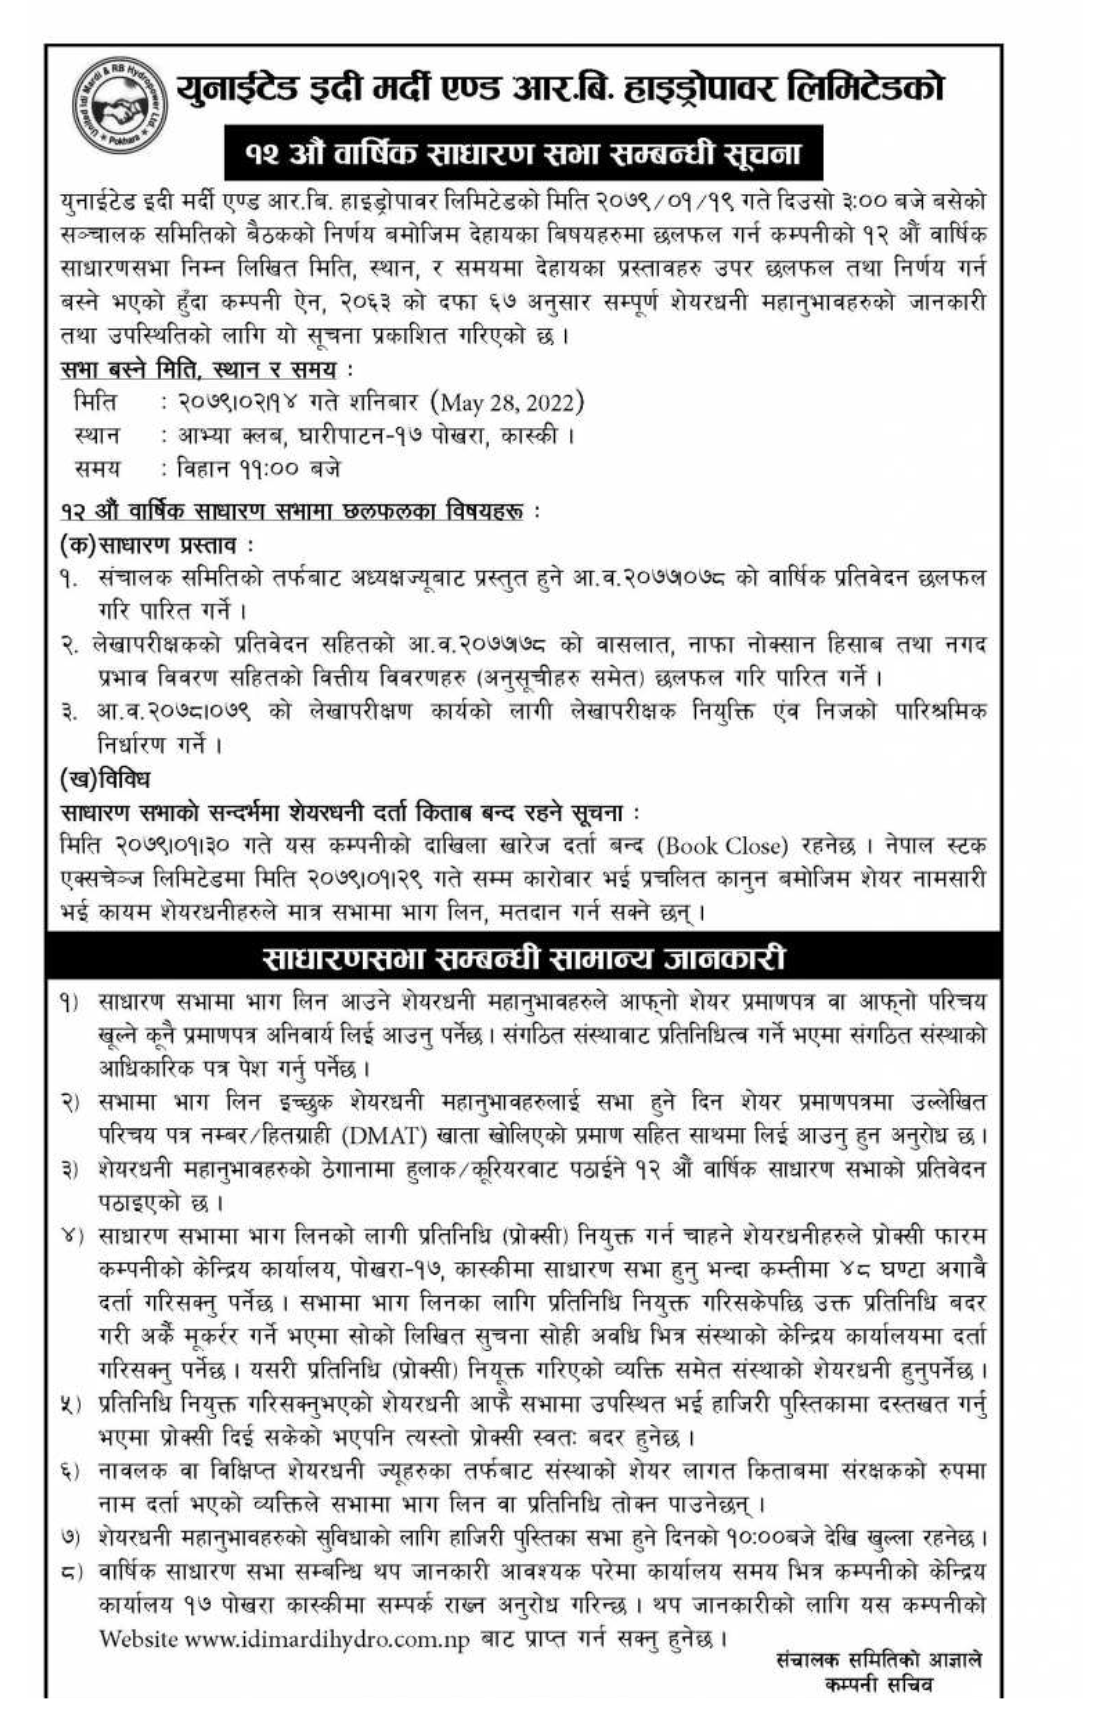 United Idi Mardi & RB Hydropower Ltd. * Pokhara *
युनाईटेड इदी मर्दी एण्ड आर.बि. हाइड्रोपावर लिमिटेडको
१२ औं वार्षिक साधारण सभा सम्बन्धी सूचना
युनाईटेड इदी मर्दी एण्ड आर.बि. हाइड्रोपावर लिमिटेडको मिति २०७९/०१/१९ गते दिउसो ३:०० बजे बसेको
सञ्चालक समितिको बैठकको निर्णय बमोजिम देहायका बिषयहरुमा छलफल गर्न कम्पनीको १२ औं वार्षिक
साधारणसभा निम्न लिखित मिति, स्थान, र समयमा देहायका प्रस्तावहरु उपर छलफल तथा निर्णय गर्न
बस्ने भएको हुँदा कम्पनी ऐन, २०६३ को दफा ६७ अनुसार सम्पूर्ण शेयरधनी महानुभावहरुको जानकारी
तथा उपस्थितिको लागि यो सूचना प्रकाशित गरिएको छ ।
सभा बस्ने मिति, स्थान र समय :
मिति : २०७९।०२।१४ गते शनिबार (May 28, 2022)
स्थान : आभ्या क्लब, घारीपाटन-१७ पोखरा, कास्की ।
समय : विहान ११:०० बजे
१२ औं वार्षिक साधारण सभामा छलफलका विषयहरू :
(क)साधारण प्रस्ताव :
१. संचालक समितिको तर्फबाट अध्यक्षज्यूबाट प्रस्तुत हुने आ.व.२०७७।०७८ को वार्षिक प्रतिवेदन छलफल
गरि पारित गर्ने ।
२. लेखापरीक्षकको प्रतिवेदन सहितको आ.व.२०७७।७८ को वासलात, नाफा नोक्सान हिसाब तथा नगद
प्रभाव विवरण सहितको वित्तीय विवरणहरु (अनुसूचीहरु समेत) छलफल गरि पारित गर्ने ।
३. आ.व.२०७८।०७९ को लेखापरीक्षण कार्यको लागी लेखापरीक्षक नियुक्ति एंव निजको पारिश्रमिक
निर्धारण गर्ने ।
(ख)विविध
साधारण सभाको सन्दर्भमा शेयरधनी दर्ता किताब बन्द रहने सूचना :
मिति २०७९।०१।३० गते यस कम्पनीको दाखिला खारेज दर्ता बन्द (Book Close) रहनेछ । नेपाल स्टक
एक्सचेञ्ज लिमिटेडमा मिति २०७९।०१।२९ गते सम्म कारोवार भई प्रचलित कानुन बमोजिम शेयर नामसारी
भई कायम शेयरधनीहरुले मात्र सभामा भाग लिन, मतदान गर्न सक्ने छन् ।
साधारणसभा सम्बन्धी सामान्य जानकारी
१) साधारण सभामा भाग लिन आउने शेयरधनी महानुभावहरुले आफ्नो शेयर प्रमाणपत्र वा आफ्नो परिचय
खूल्ने कूनै प्रमाणपत्र अनिवार्य लिई आउनु पर्नेछ । संगठित संस्थावाट प्रतिनिधित्व गर्ने भएमा संगठित संस्थाको
आधिकारिक पत्र पेश गर्नु पर्नेछ ।
२) सभामा भाग लिन इच्छुक शेयरधनी महानुभावहरुलाई सभा हुने दिन शेयर प्रमाणपत्रमा उल्लेखित
परिचय पत्र नम्बर/हितग्राही (DMAT) खाता खोलिएको प्रमाण सहित साथमा लिई आउनु हुन अनुरोध छ ।
३) शेयरधनी महानुभावहरुको ठेगानामा हुलाक/कूरियरवाट पठाईने १२ औं वार्षिक साधारण सभाको प्रतिवेदन
पठाइएको छ ।
४) साधारण सभामा भाग लिनको लागी प्रतिनिधि (प्रोक्सी) नियुक्त गर्न चाहने शेयरधनीहरुले प्रोक्सी फारम
कम्पनीको केन्द्रिय कार्यालय, पोखरा-१७, कास्कीमा साधारण सभा हुनु भन्दा कम्तीमा ४८ घण्टा अगावै
दर्ता गरिसक्नु पर्नेछ । सभामा भाग लिनका लागि प्रतिनिधि नियुक्त गरिसकेपछि उक्त प्रतिनिधि बदर
गरी अर्कै मूकर्रर गर्ने भएमा सोको लिखित सुचना सोही अवधि भित्र संस्थाको केन्द्रिय कार्यालयमा दर्ता
गरिसक्नु पर्नेछ । यसरी प्रतिनिधि (प्रोक्सी) नियूक्त गरिएको व्यक्ति समेत संस्थाको शेयरधनी हुनुपर्नेछ ।
५) प्रतिनिधि नियुक्त गरिसक्नुभएको शेयरधनी आफै सभामा उपस्थित भई हाजिरी पुस्तिकामा दस्तखत गर्नु
भएमा प्रोक्सी दिई सकेको भएपनि त्यस्तो प्रोक्सी स्वतः बदर हुनेछ ।
६) नावलक वा विक्षिप्त शेयरधनी ज्यूहरुका तर्फबाट संस्थाको शेयर लागत किताबमा संरक्षकको रुपमा
नाम दर्ता भएको व्यक्तिले सभामा भाग लिन वा प्रतिनिधि तोक्न पाउनेछन् ।
७) शेयरधनी महानुभावहरुको सुविधाको लागि हाजिरी पुस्तिका सभा हुने दिनको १०:००बजे देखि खुल्ला रहनेछ ।
८) वार्षिक साधारण सभा सम्बन्धि थप जानकारी आवश्यक परेमा कार्यालय समय भित्र कम्पनीको केन्द्रिय
कार्यालय १७ पोखरा कास्कीमा सम्पर्क राख्न अनुरोध गरिन्छ । थप जानकारीको लागि यस कम्पनीको
Website www.idimardihydro.com.np बाट प्राप्त गर्न सक्नु हुनेछ ।
संचालक समितिको आज्ञाले
कम्पनी सचिव